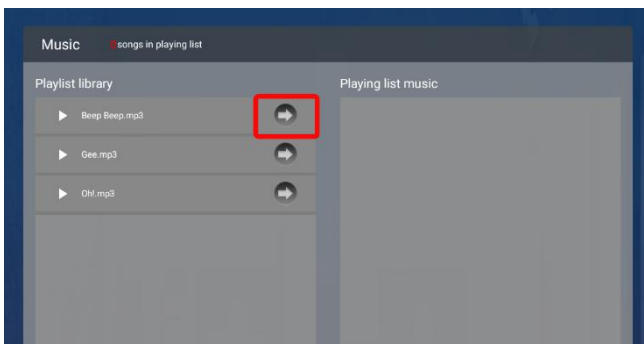 Music songs in playing list
Playlist library
Playing list music
Beep Beep.mp3
Gee.mp3
Oh!.mp3